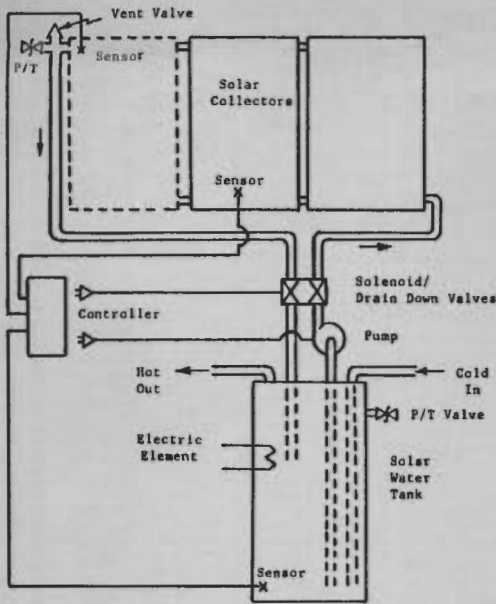 Vent Valve
P/T
Sensor
Solar
Collectors
Sensor
Solenoid/
Drain Down Valves
Controller
Pump
Hot
Out
Cold
In
P/T Valve
Electric
Element
Solar
Water
Tank
Sensor